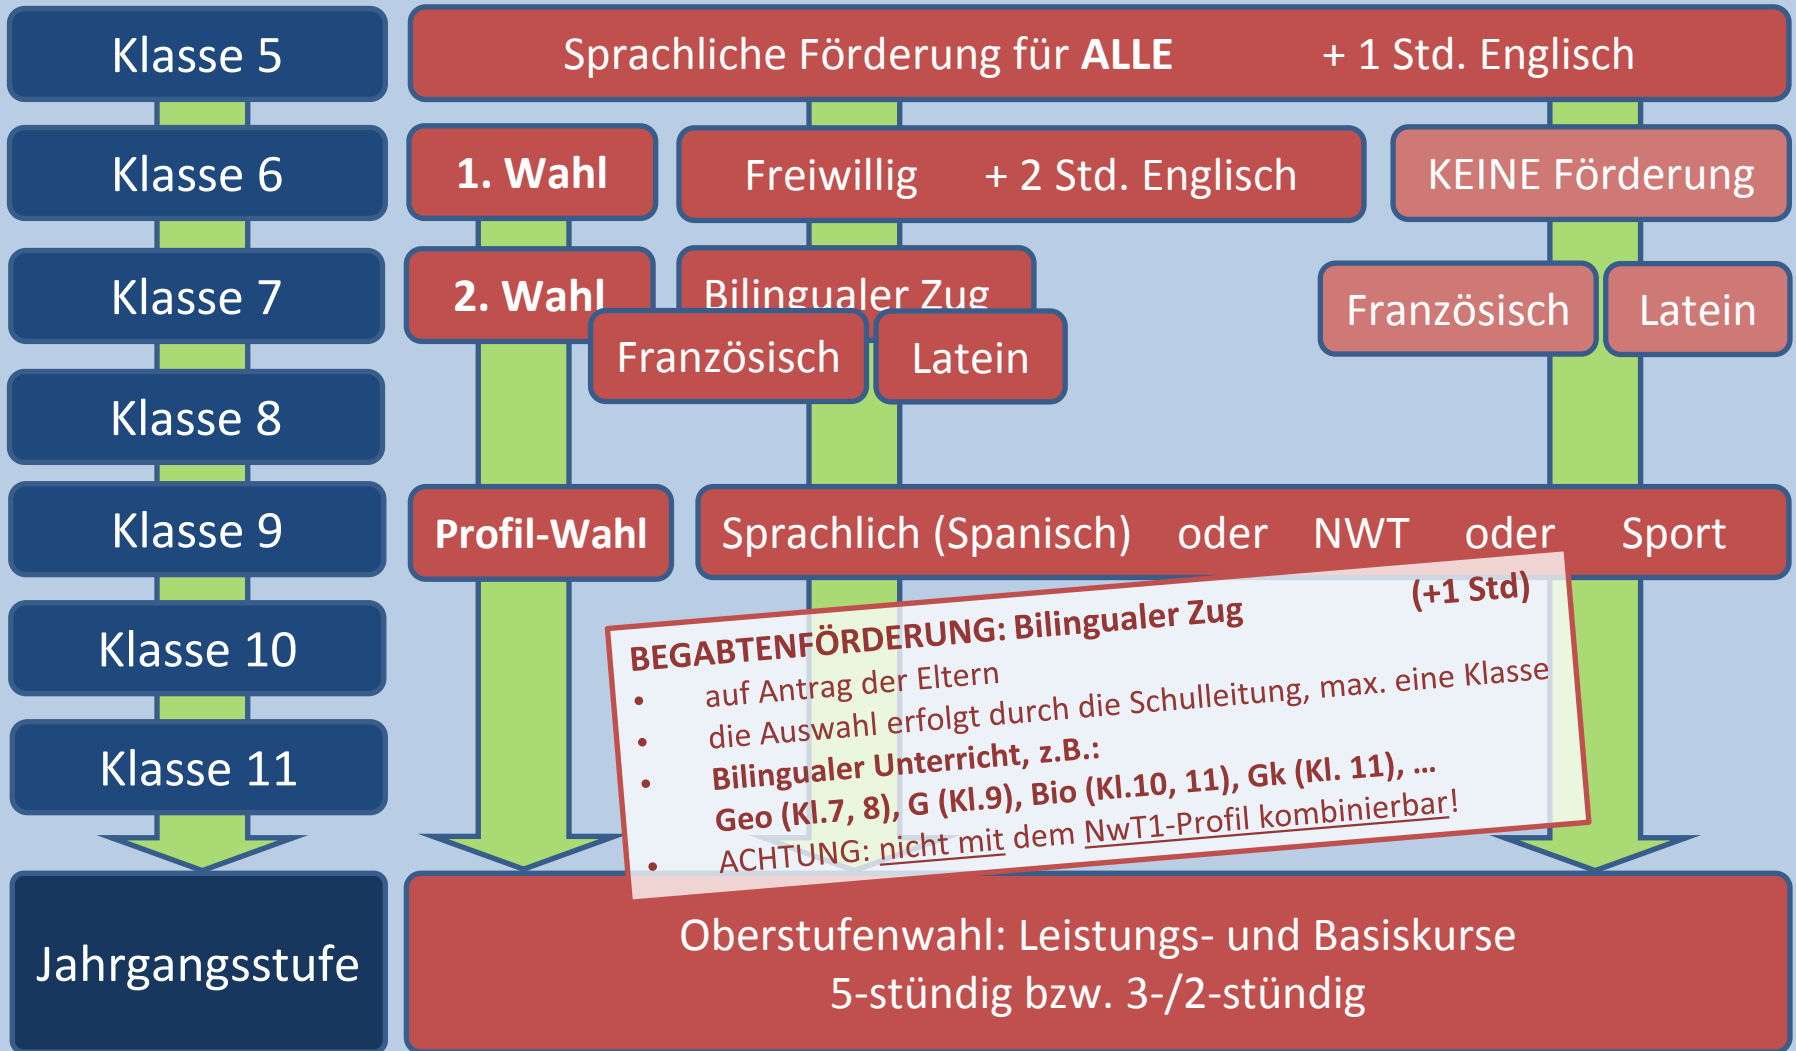 Klasse 5
Sprachliche Förderung für ALLE + 1 Std. Englisch
Klasse 6
1. Wahl
Freiwillig + 2 Std. Englisch
KEINE Förderung
Klasse 7
2. Wahl
Bilingualer Zug
Französisch
Latein
Französisch
Latein
Klasse 8
Klasse 9
Profil-Wahl
Sprachlich (Spanisch) oder NWT oder Sport
Klasse 10
Klasse 11
BEGABTENFÖRDERUNG: Bilingualer Zug (+1 Std)
• auf Antrag der Eltern
• die Auswahl erfolgt durch die Schulleitung, max. eine Klasse
• Bilingualer Unterricht, z.B.:
Geo (Kl.7, 8), G (Kl.9), Bio (Kl.10, 11), Gk (Kl. 11), …
• ACHTUNG: nicht mit dem NwT1-Profil kombinierbar!
Jahrgangsstufe
Oberstufenwahl: Leistungs- und Basiskurse
5-stündig bzw. 3-/2-stündig